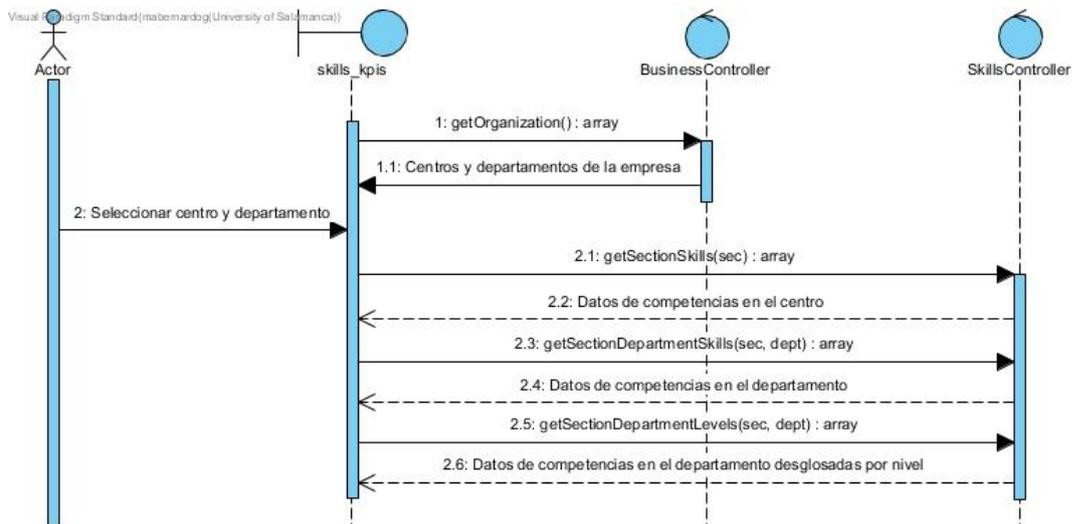 Visual Paradigm Standard(mabernardog(University of Salamanca))
Actor
skills_kpis
BusinessController
SkillsController
1: getOrganization() : array
1.1: Centros y departamentos de la empresa
2: Seleccionar centro y departamento
2.1: getSectionSkills(sec) : array
2.2: Datos de competencias en el centro
2.3: getSectionDepartmentSkills(sec, dept) : array
2.4: Datos de competencias en el departamento
2.5: getSectionDepartmentLevels(sec, dept) : array
2.6: Datos de competencias en el departamento desglosadas por nivel